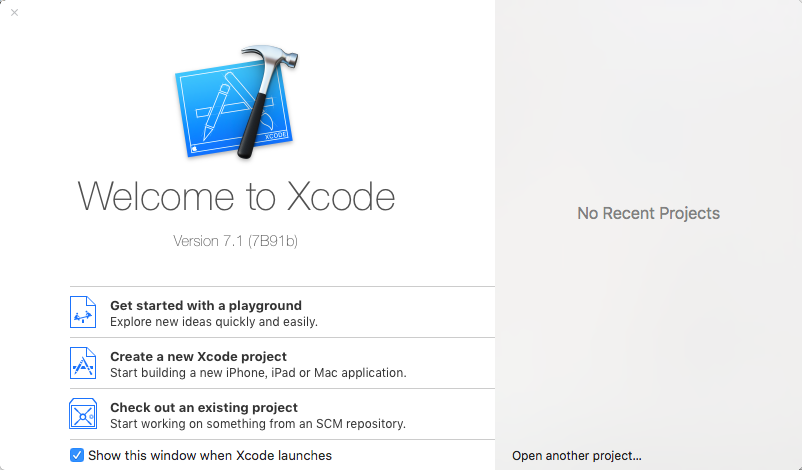 XCODE
Welcome to Xcode
Version 7.1 (7B91b)
Get started with a playground
Explore new ideas quickly and easily.
Create a new Xcode project
Start building a new iPhone, iPad or Mac application.
Check out an existing project
Start working on something from an SCM repository.
Show this window when Xcode launches
No Recent Projects
Open another project...